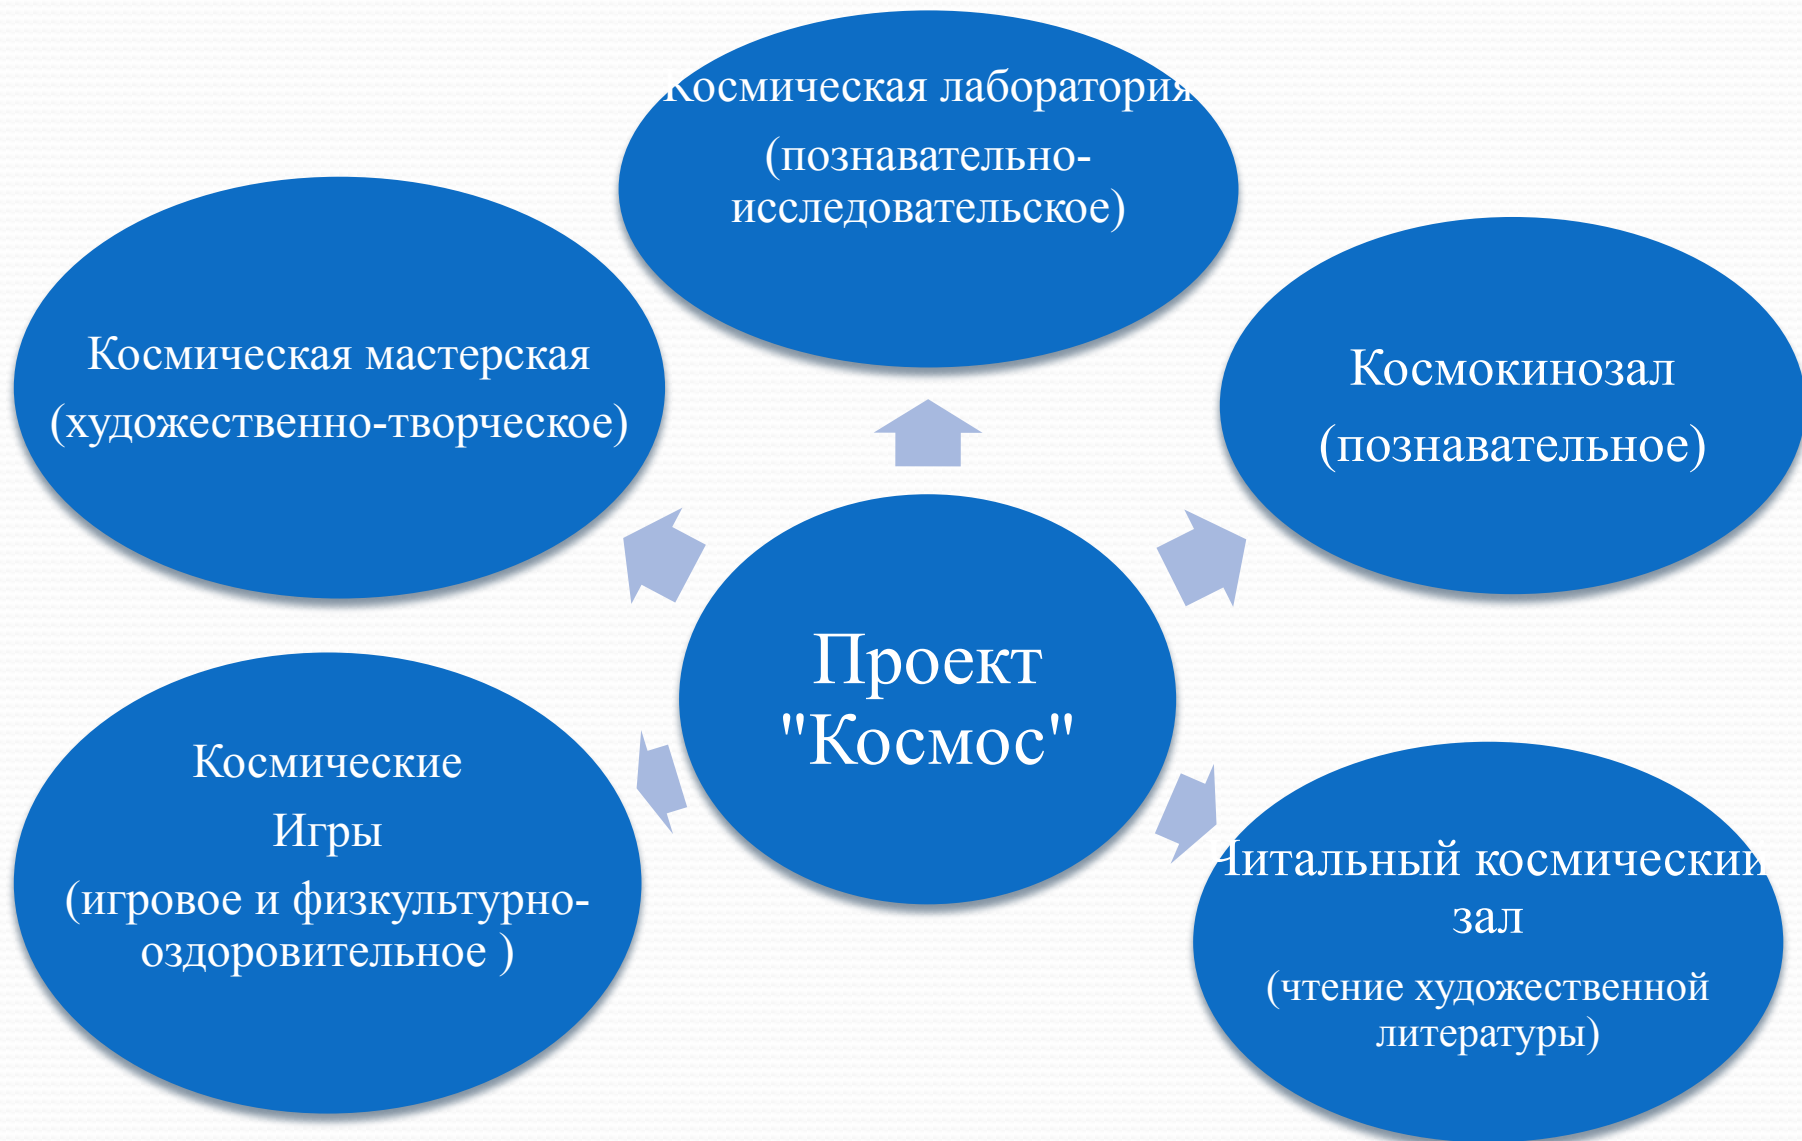 Космическая лаборатория
(познавательно-
исследовательское)
Космическая мастерская
(художественно-творческое)
Космокинозал
(познавательное)
Проект
"Космос"
Космические
Игры
(игровое и физкультурно-
оздоровительное )
Читальный космический
зал
(чтение художественной
литературы)